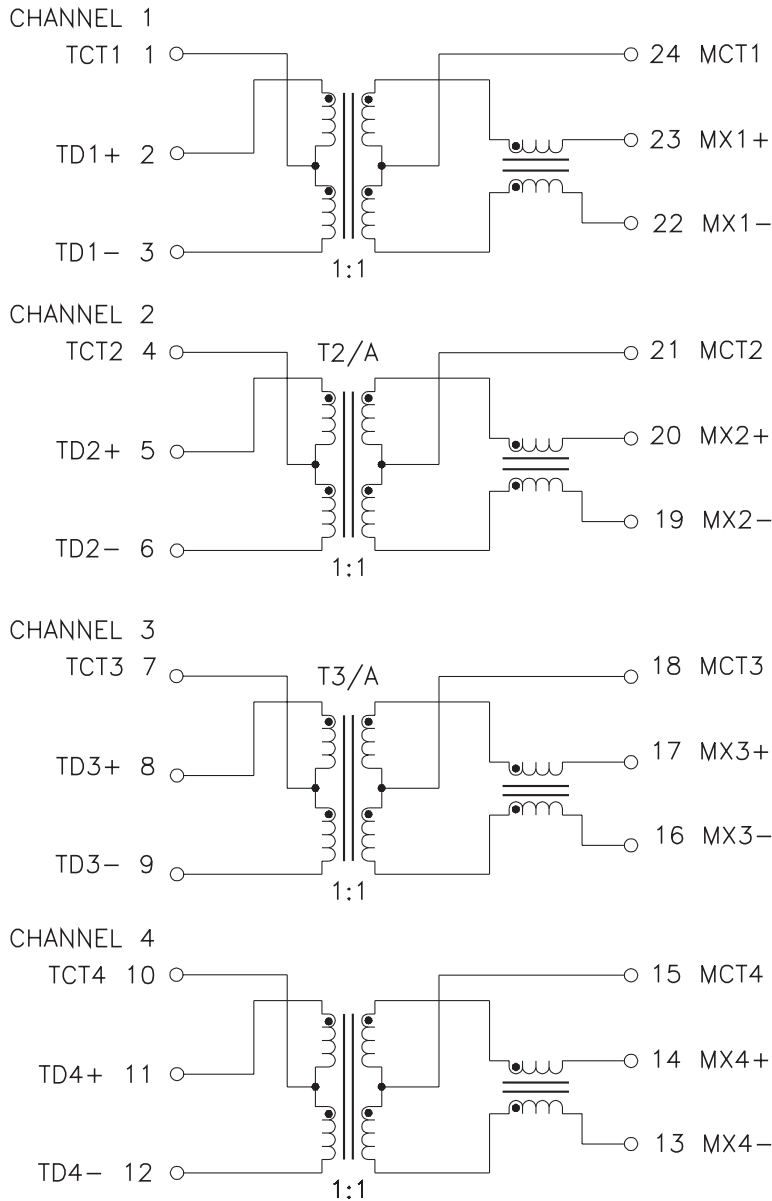 CHANNEL 1
TCT1 1
24 MCT1
TD1+ 2
23 MX1+
22 MX1-
TD1- 3
1:1
CHANNEL 2
TCT2 4
T2/A
21 MCT2
TD2+ 5
20 MX2+
19 MX2-
TD2- 6
1:1
CHANNEL 3
TCT3 7
T3/A
18 MCT3
TD3+ 8
17 MX3+
16 MX3-
TD3- 9
1:1
CHANNEL 4
TCT4 10
15 MCT4
TD4+ 11
14 MX4+
13 MX4-
TD4- 12
1:1